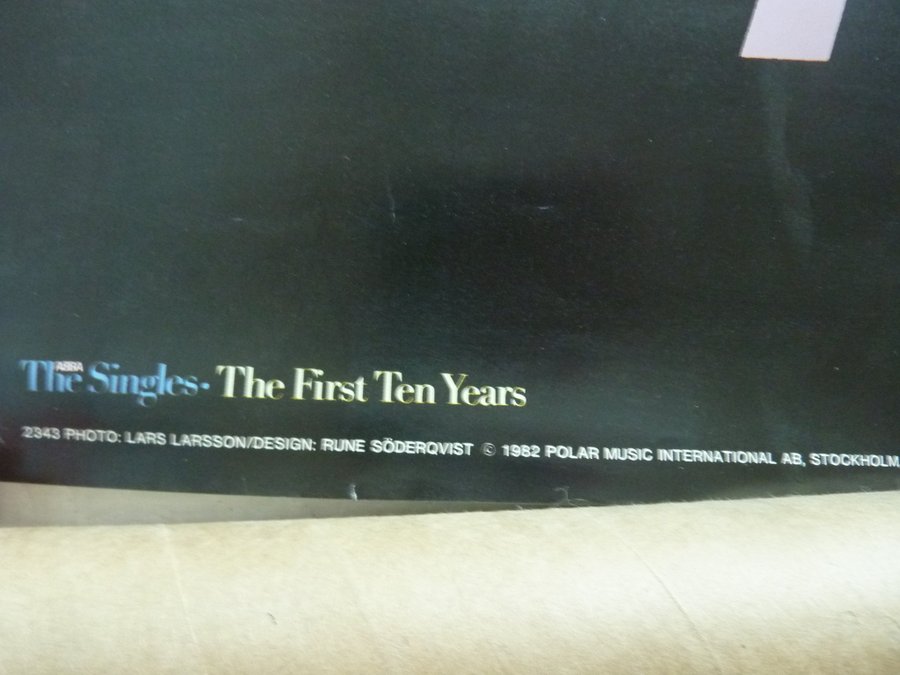 ABBA
The Singles· The First Ten Years
2343 PHOTO: LARS LARSSON/DESIGN: RUNE SÖDERQVIST © 1982 POLAR MUSIC INTERNATIONAL AB, STOCKHOLM,